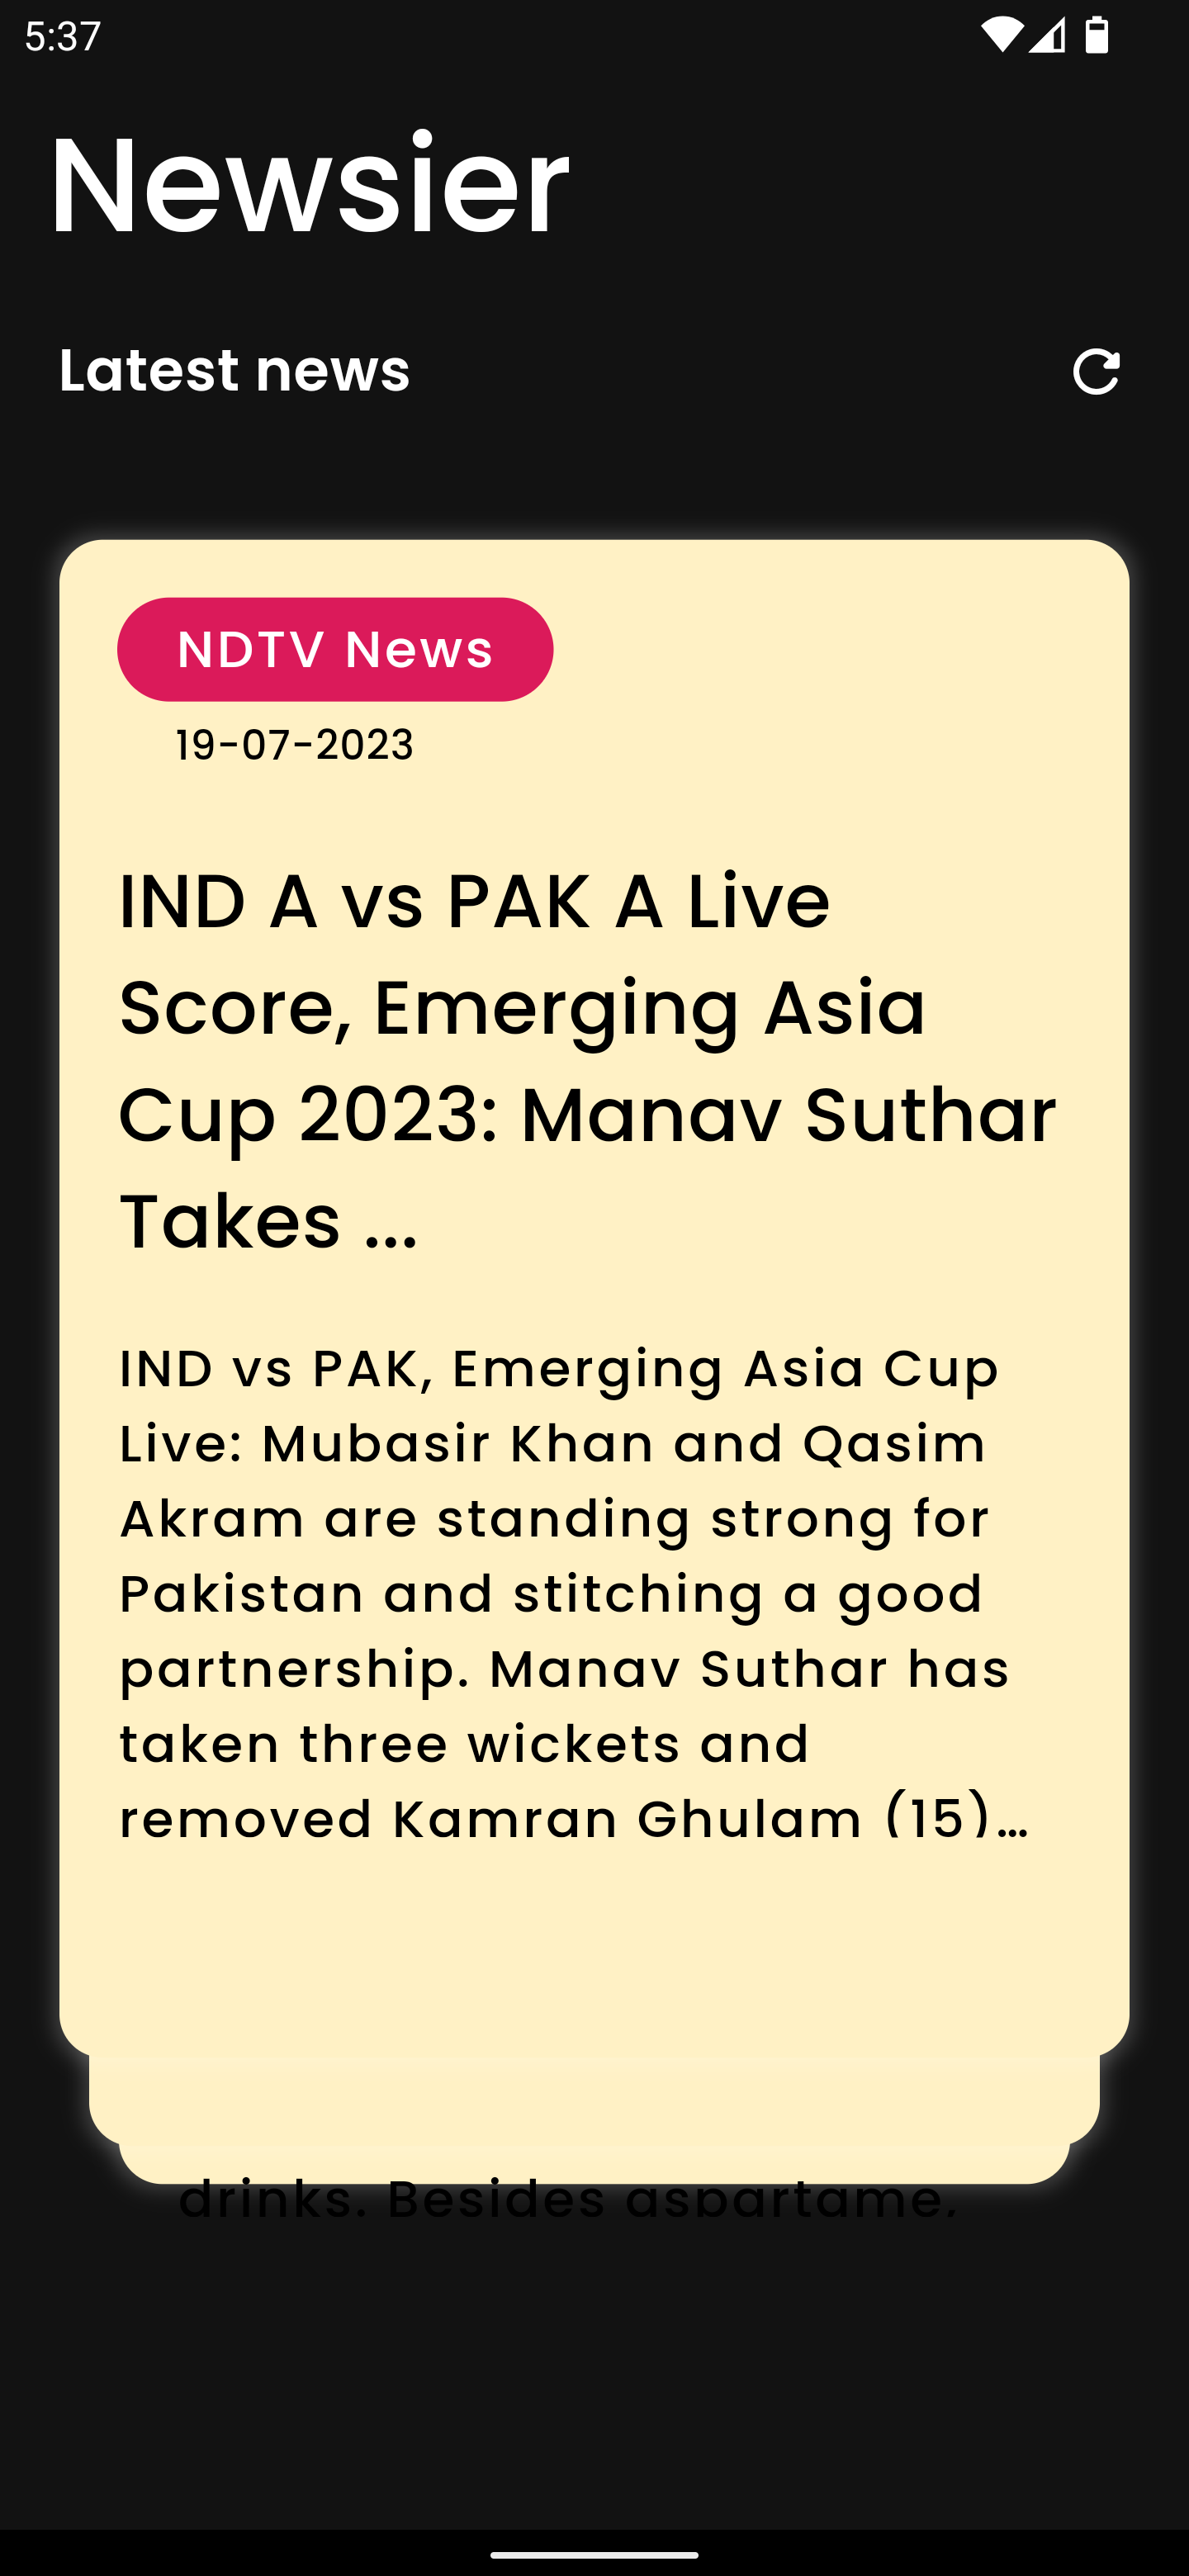 5:37
Newsier
Latest news
NDTV News
19-07-2023
IND A vs PAK A Live
Score, Emerging Asia
Cup 2023: Manav Suthar
Takes ...
IND vs PAK, Emerging Asia Cup
Live: Mubasir Khan and Qasim
Akram are standing strong for
Pakistan and stitching a good
partnership. Manav Suthar has
taken three wickets and
removed Kamran Ghulam (15)...
drinks. Besides aspartame,